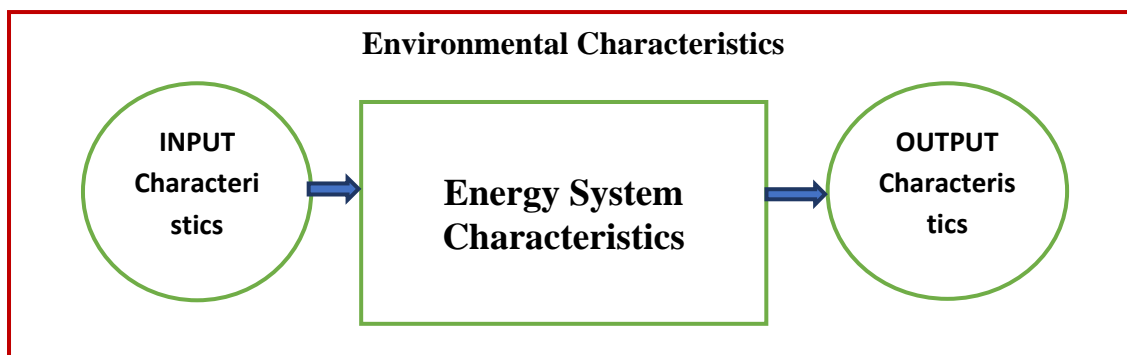 Environmental Characteristics
INPUT
Characteri
stics
Energy System
Characteristics
OUTPUT
Characteris
tics